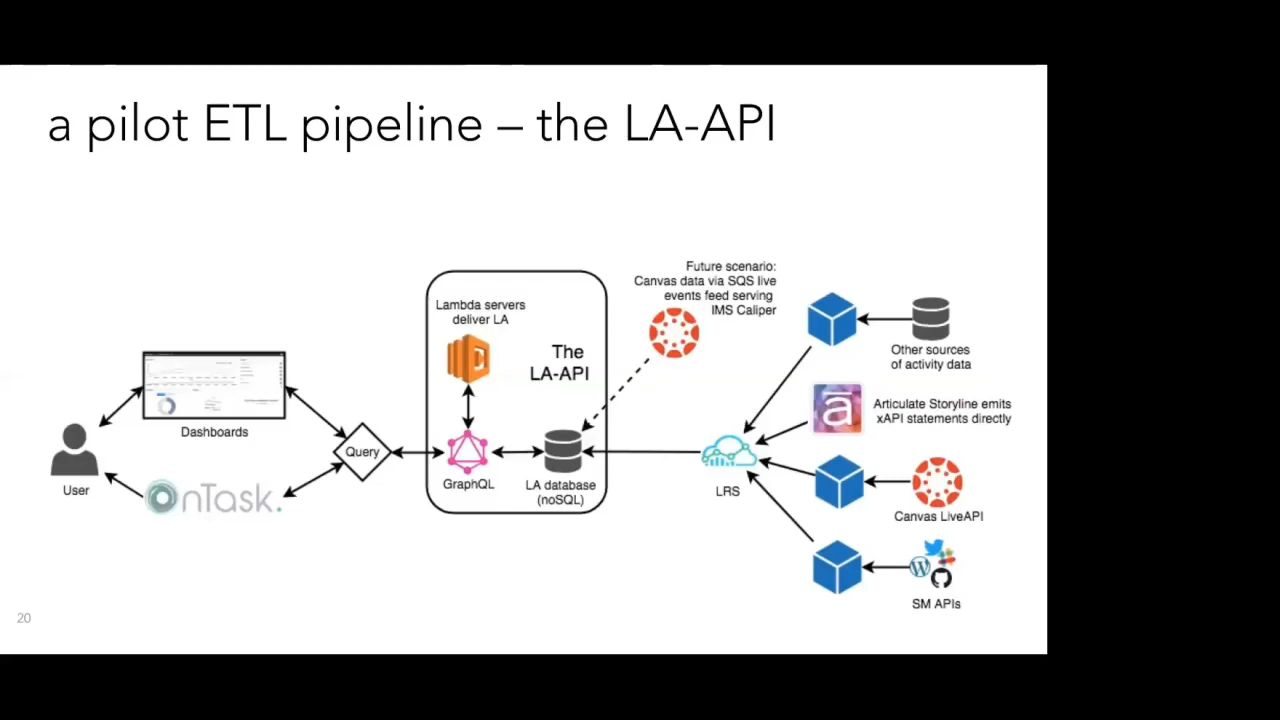 a pilot ETL pipeline – the LA-API
Future scenario:
Canvas data via SQS live
events feed serving
IMS Caliper
Lambda servers
deliver LA
The
LA-API
Other sources
of activity data
ā
Articulate Storyline emits
xAPI statements directly
Dashboards
Query
User
OnTask.
GraphQL
LA database
(noSQL)
LRS
Canvas LiveAPI
SM APIs
20